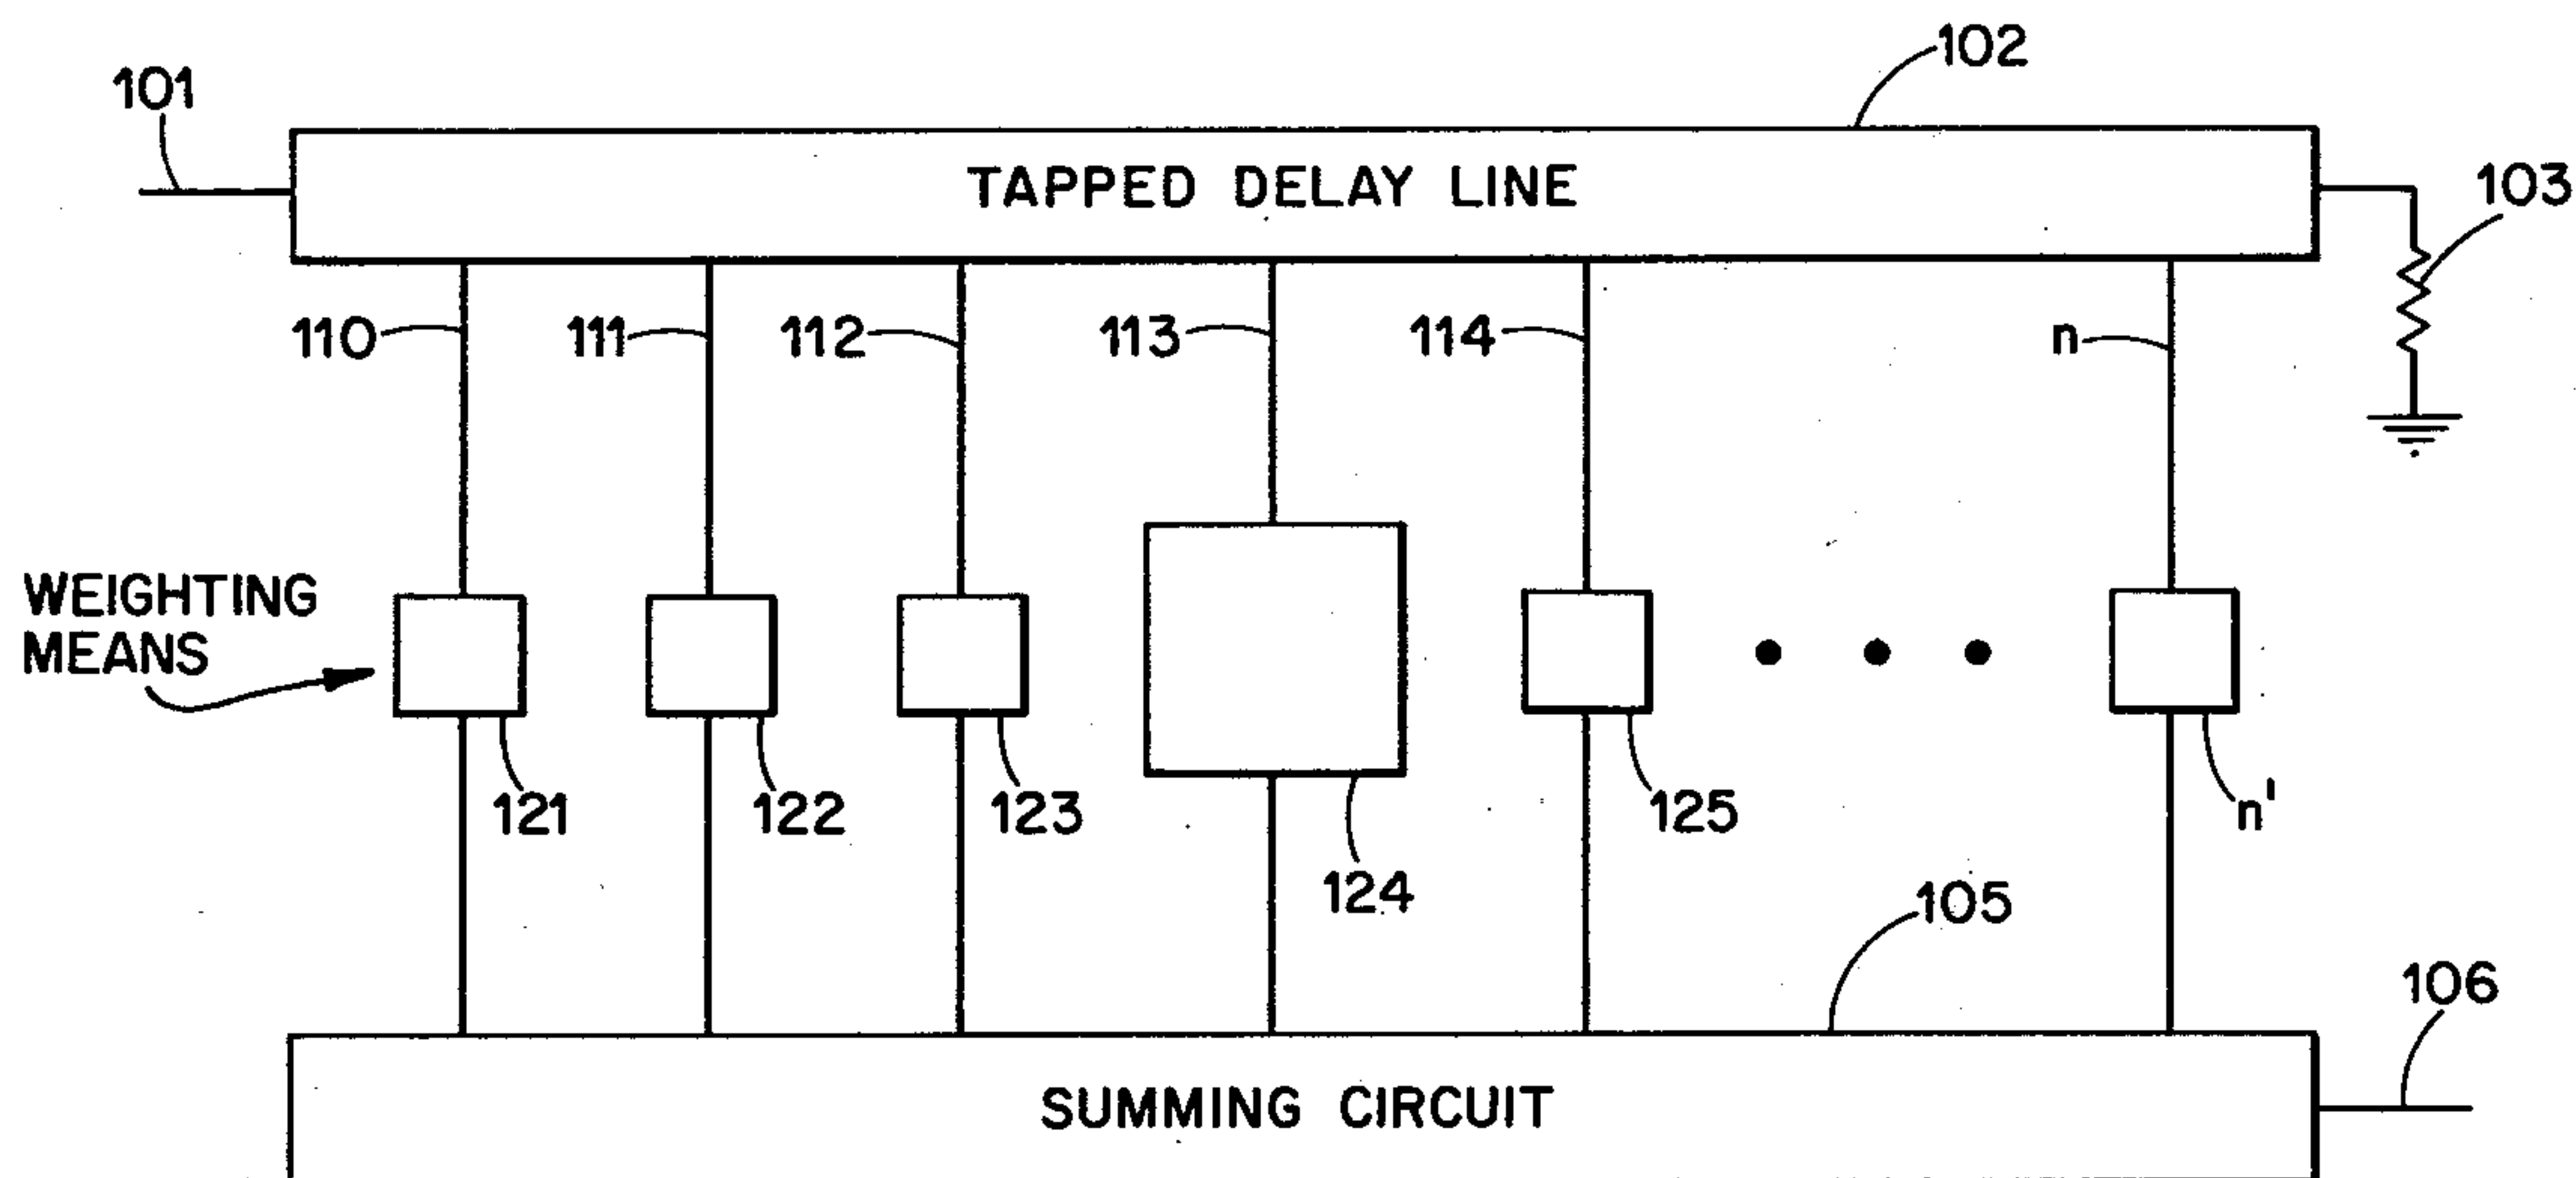 102
101
TAPPED DELAY LINE
103
110
111
112
113
114
n
WEIGHTING
MEANS
121
122
123
125
n'
124
105
106
SUMMING CIRCUIT